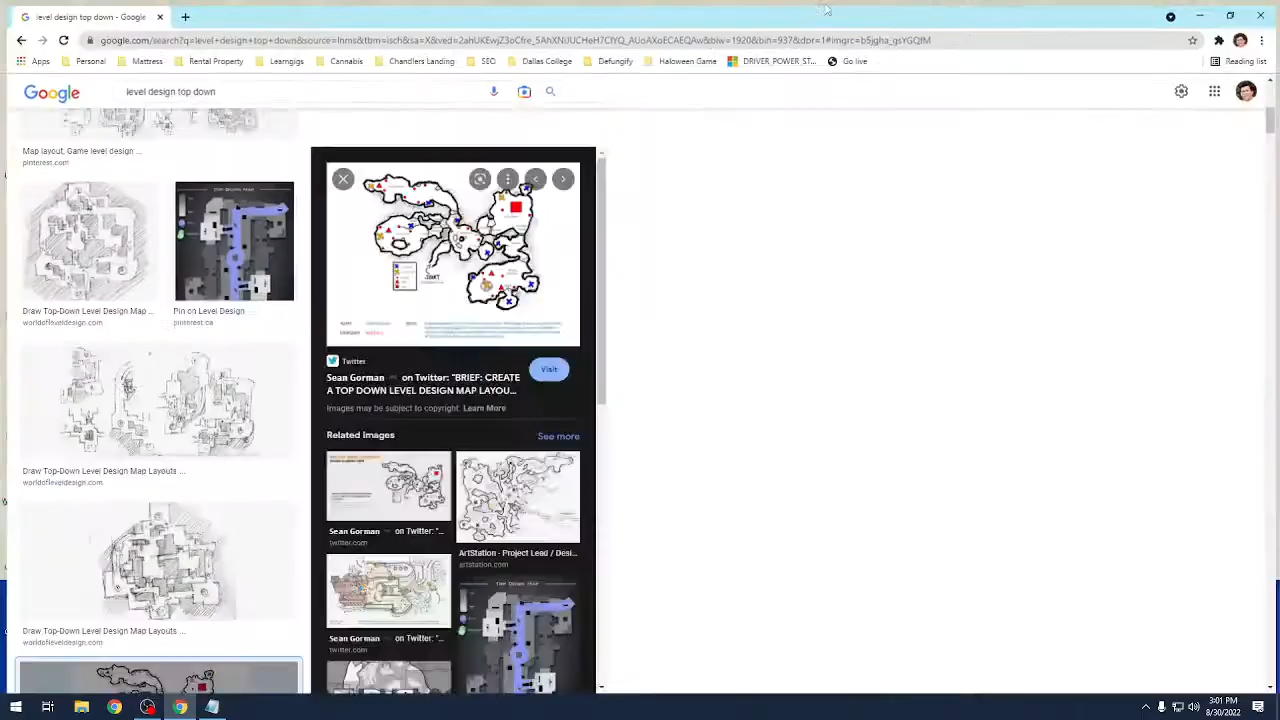 level design top down - Google
google.com/search?q=level+design+top+down&source=lnms&tbm=isch&sa=X&ved=2ahUKEwjZ3oCfre_5AhXNIUCHeH7CIYQ_AUoAXoECAEQAw&biw=1920&bih=937&dpr=1#imgrc=b5jgha_gsYGQfM
Apps Personal Mattress Rental Property Learngigs Cannabis Chandlers Landing SEO Dallas College Defungify Haloween Game DRIVER_POWER_ST... Go live Reading list
Google level design top down
Map layout, Game level design ...
pinterest.com
Draw Top-Down Level Design Map ...
worldofleveldesign.com
Pin on Level Design
pinterest.ca
Draw Top-Down Level Design Map Layouts ...
worldofleveldesign.com
Draw Top-Down Level Design Map Layouts ...
worldofleveldesign.com
Twitter
Sean Gorman on Twitter: "BRIEF: CREATE
A TOP DOWN LEVEL DESIGN MAP LAYOU...
Visit
Images may be subject to copyright. Learn More
Related Images See more
Sean Gorman on Twitter: "...
twitter.com
ArtStation - Project Lead / Desi...
artstation.com
Sean Gorman on Twitter: "...
twitter.com
TOP DOWN MAP
3:01 PM
8/30/2022